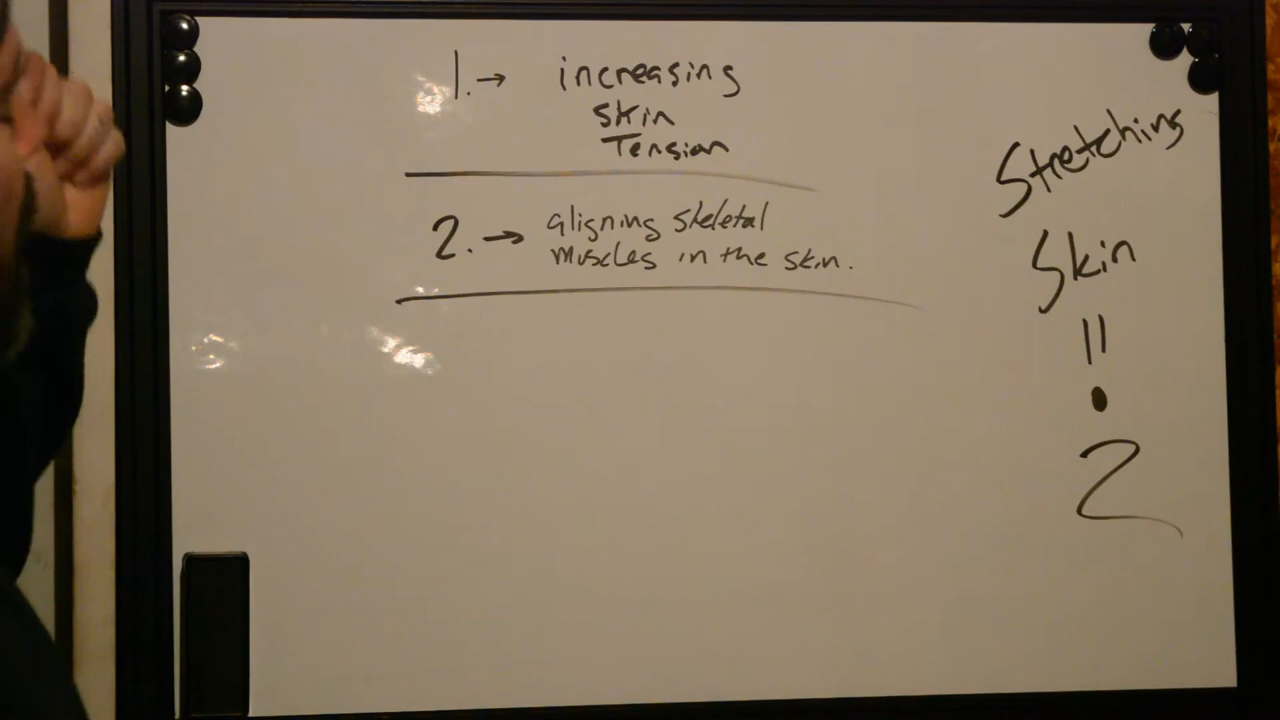 1. → increasing
skin
Tension
2. → aligning skeletal
muscles in the skin.
Stretching
Skin
||
•
2